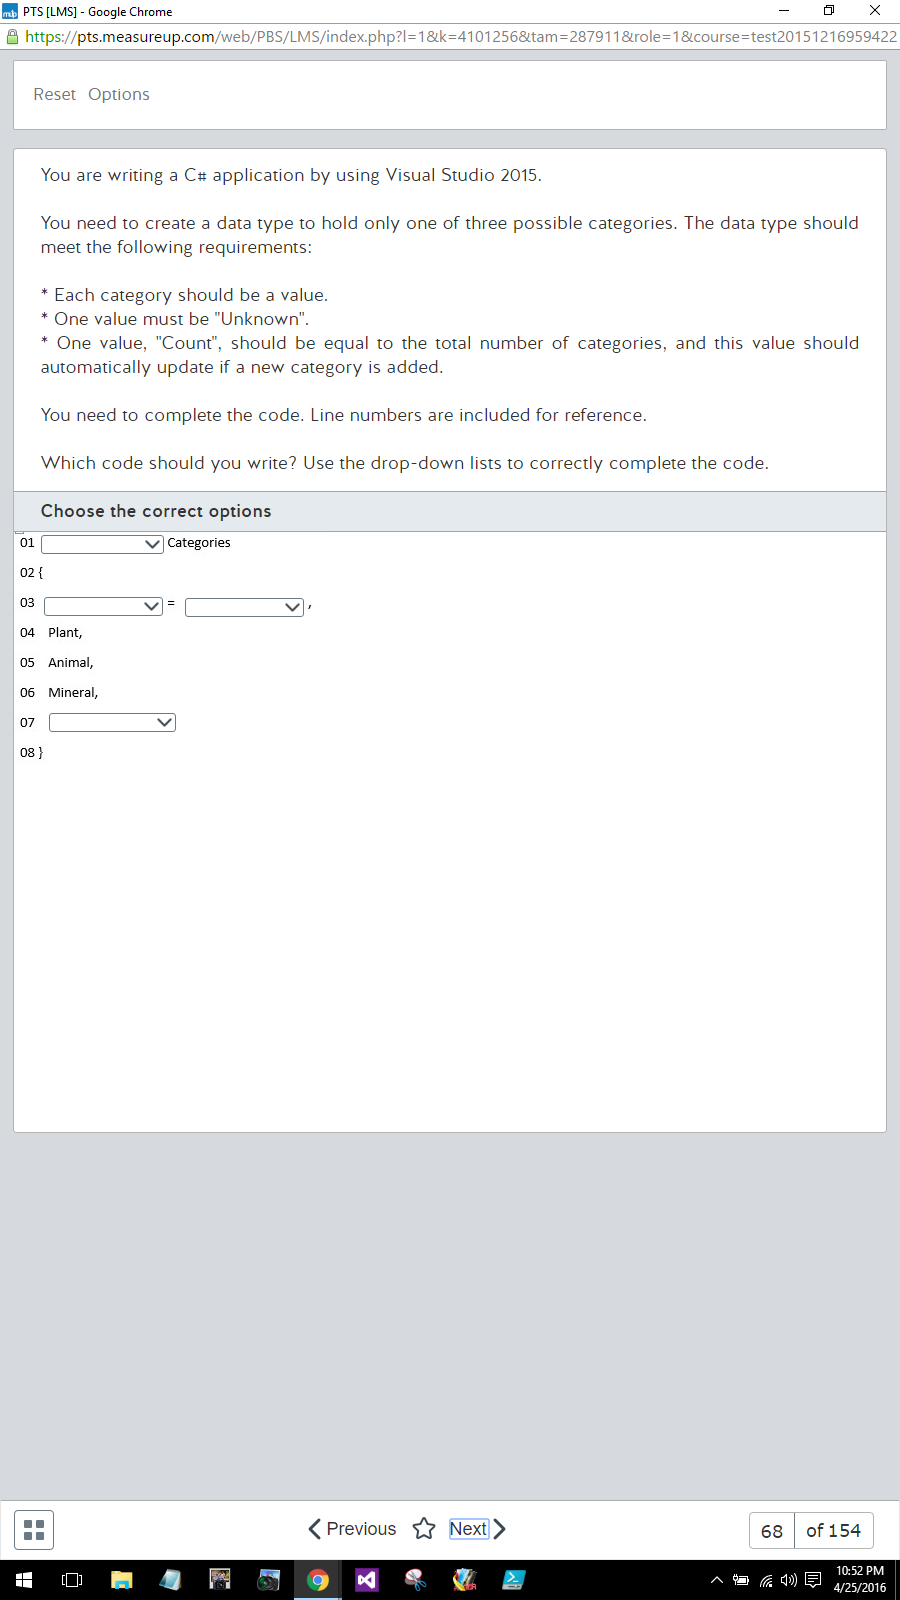 mup PTS [LMS] - Google Chrome
https://pts.measureup.com/web/PBS/LMS/index.php?l=1&k=4101256&tam=287911&role=1&course=test20151216959422
Reset Options
You are writing a C# application by using Visual Studio 2015.
You need to create a data type to hold only one of three possible categories. The data type should
meet the following requirements:
* Each category should be a value.
* One value must be "Unknown".
* One value, "Count", should be equal to the total number of categories, and this value should
automatically update if a new category is added.
You need to complete the code. Line numbers are included for reference.
Which code should you write? Use the drop-down lists to correctly complete the code.
Choose the correct options
01 Categories
02 {
03 = ,
04 Plant,
05 Animal,
06 Mineral,
07
08 }
Previous Next 68 of 154
10:52 PM
4/25/2016